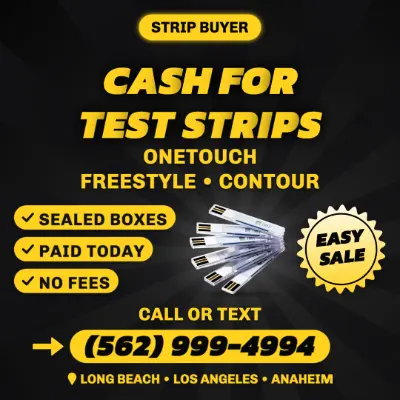 STRIP BUYER
CASH FOR
TEST STRIPS
ONETOUCH
FREESTYLE • CONTOUR
SEALED BOXES
PAID TODAY
NO FEES
EASY
SALE
CALL OR TEXT
(562) 999-4994
LONG BEACH • LOS ANGELES • ANAHEIM